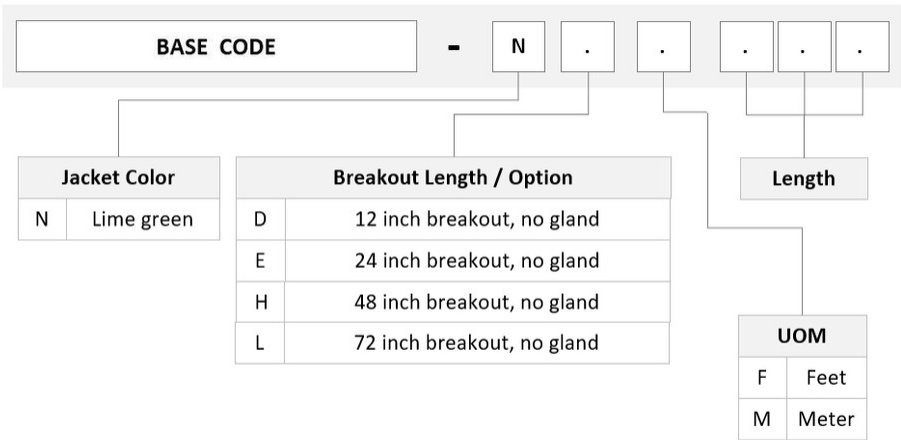 BASE CODE - N . . . . .
Jacket Color
N Lime green
Breakout Length / Option
D 12 inch breakout, no gland
E 24 inch breakout, no gland
H 48 inch breakout, no gland
L 72 inch breakout, no gland
Length
UOM
F Feet
M Meter